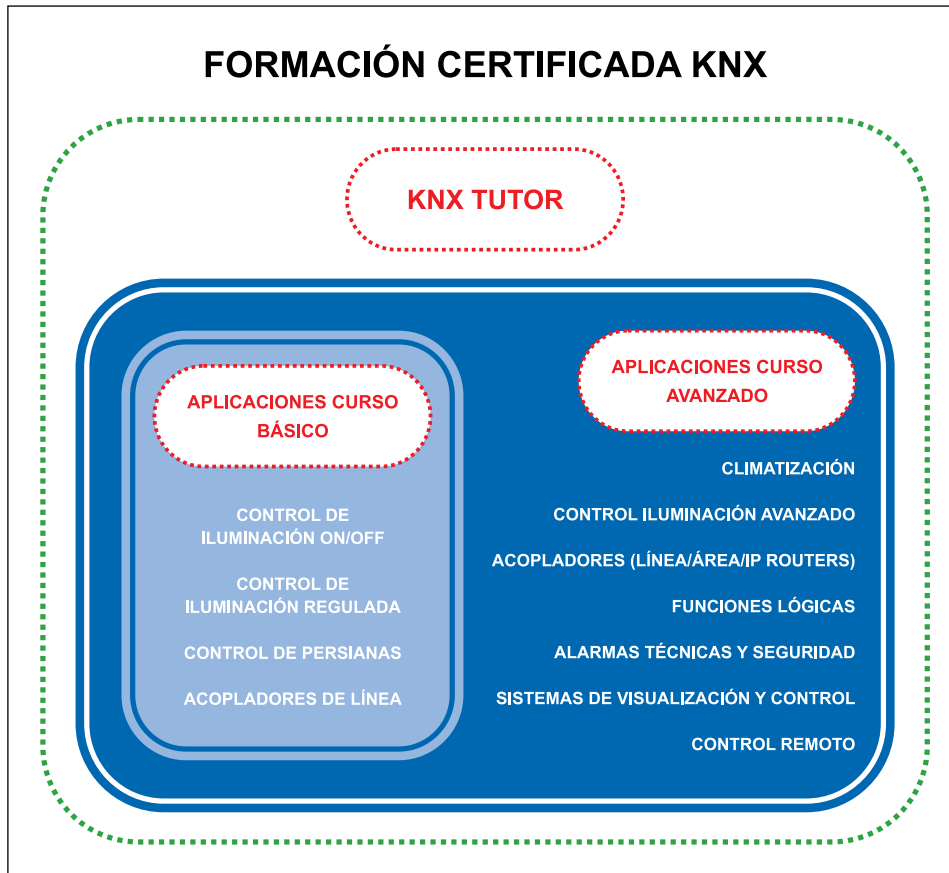 FORMACIÓN CERTIFICADA KNX
KNX TUTOR
APLICACIONES CURSO
BÁSICO
CONTROL DE
ILUMINACIÓN ON/OFF
CONTROL DE
ILUMINACIÓN REGULADA
CONTROL DE PERSIANAS
ACOPLADORES DE LÍNEA
APLICACIONES CURSO
AVANZADO
CLIMATIZACIÓN
CONTROL ILUMINACIÓN AVANZADO
ACOPLADORES (LÍNEA/ÁREA/IP ROUTERS)
FUNCIONES LÓGICAS
ALARMAS TÉCNICAS Y SEGURIDAD
SISTEMAS DE VISUALIZACIÓN Y CONTROL
CONTROL REMOTO